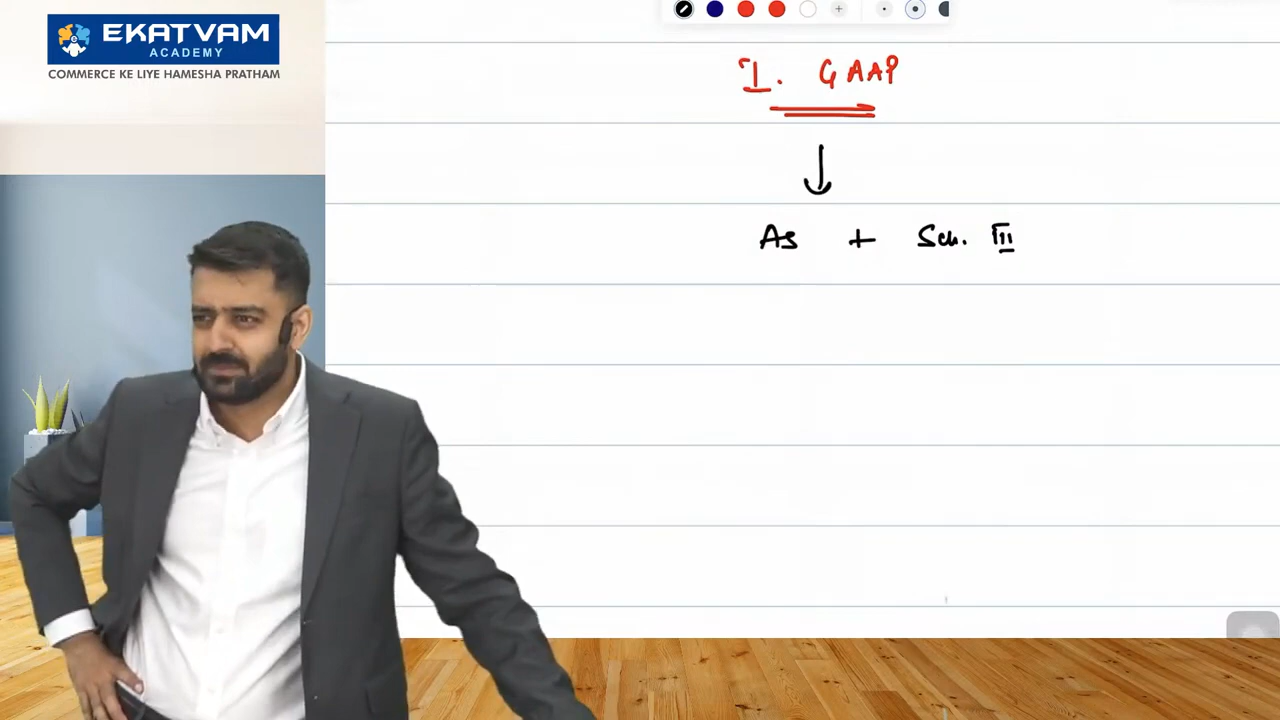 EKATVAM
ACADEMY
COMMERCE KE LIYE HAMESHA PRATHAM
I. GAAP
As + Sch. III